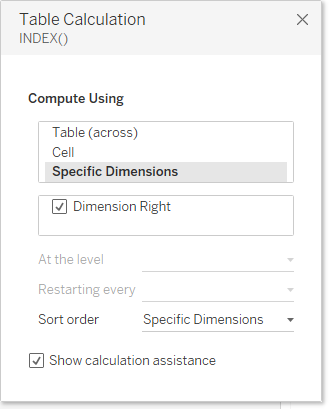 Table Calculation
INDEX()
Compute Using
Table (across)
Cell
Specific Dimensions
Dimension Right
At the level
Restarting every
Sort order Specific Dimensions
Show calculation assistance